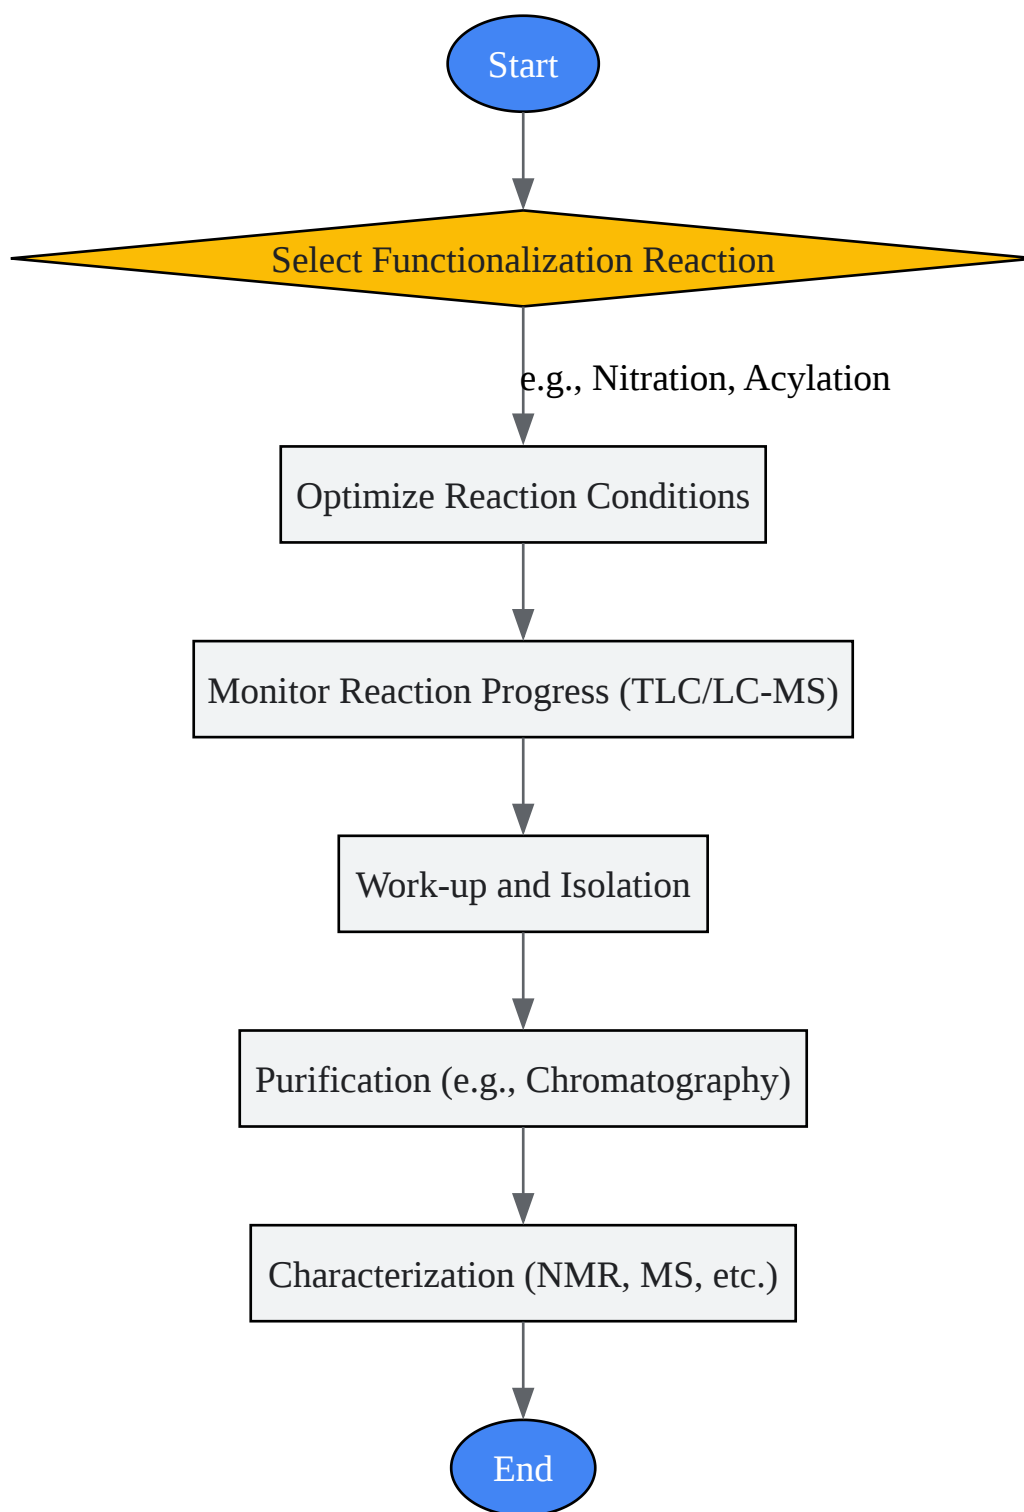 Start
Select Functionalization Reaction
e.g., Nitration, Acylation
Optimize Reaction Conditions
Monitor Reaction Progress (TLC/LC-MS)
Work-up and Isolation
Purification (e.g., Chromatography)
Characterization (NMR, MS, etc.)
End